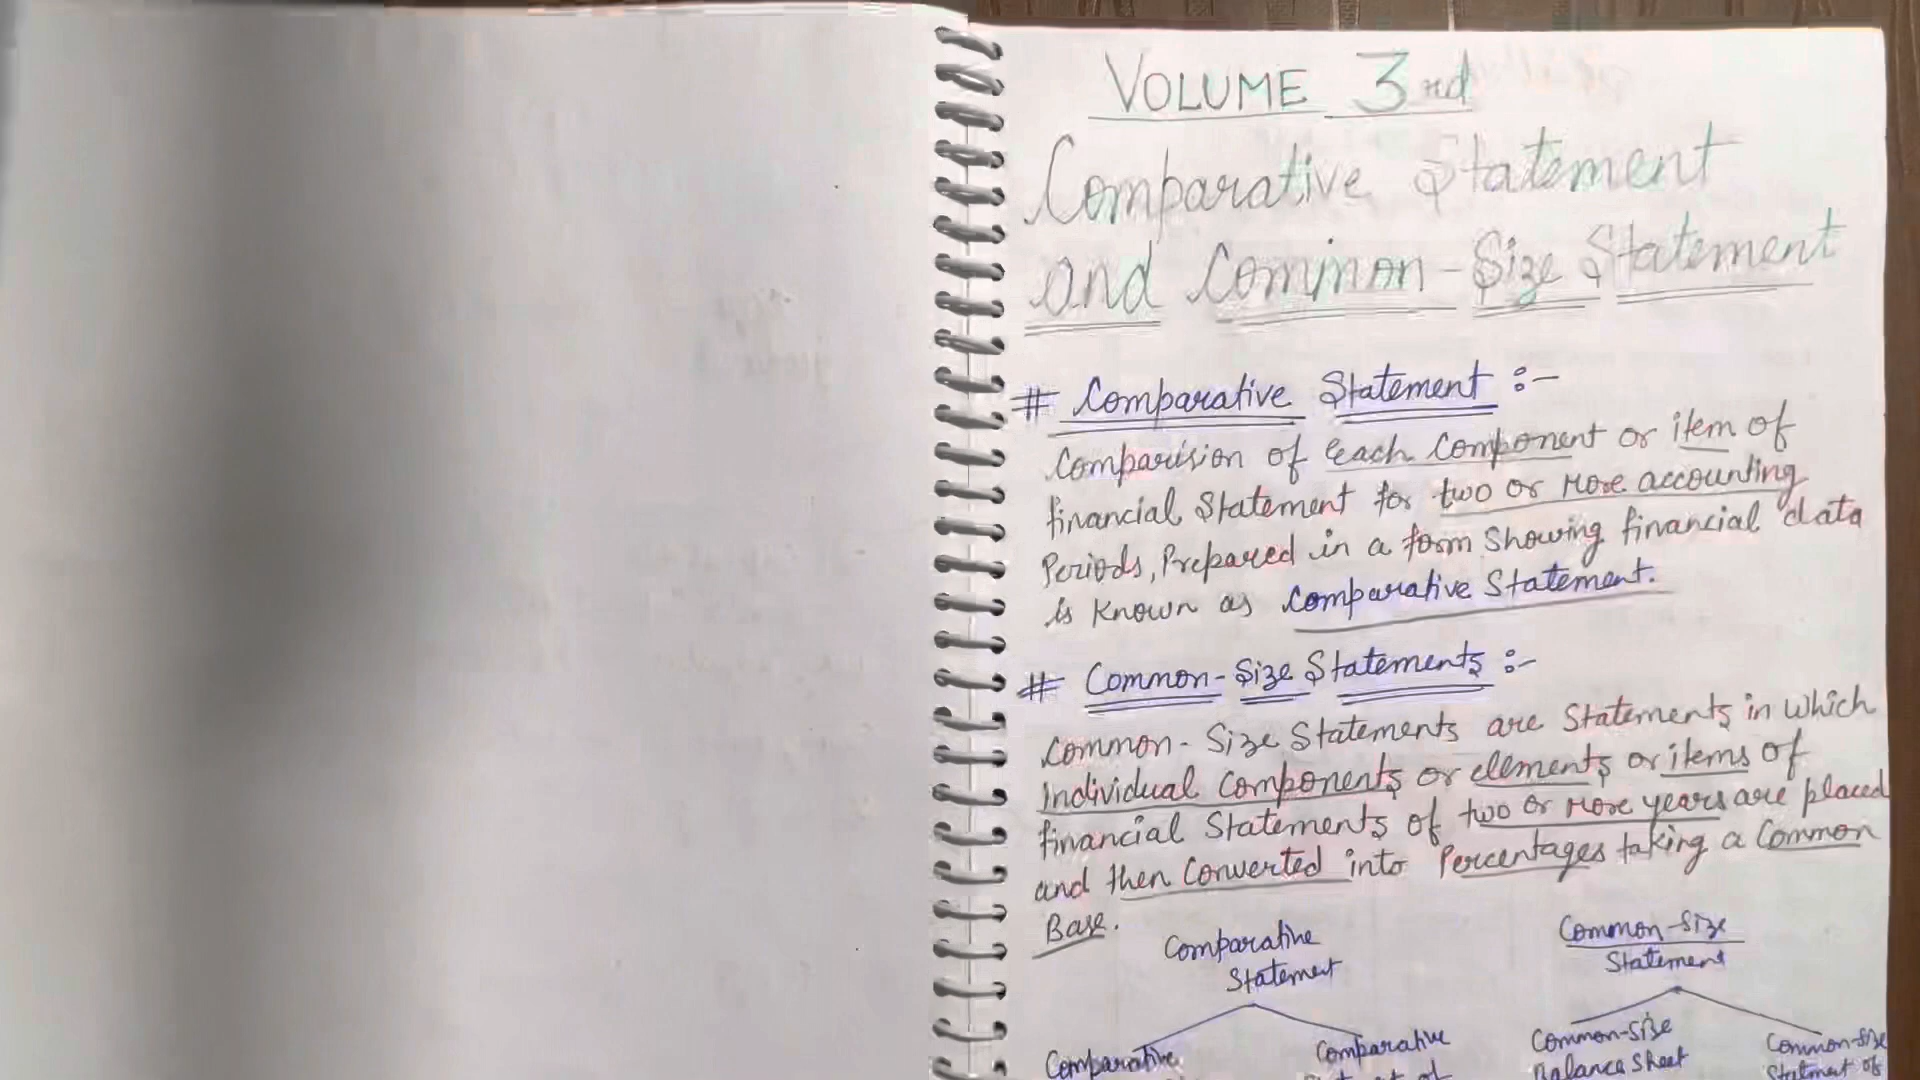 VOLUME 3rd
Comparative Statement
and Common-Size Statement
# Comparative Statement :-
Comparision of each Component or item of
financial Statement for two or More accounting
Periods, Prepared in a form Showing financial data
is Known as Comparative Statement.
# Common-Size Statements :-
Common-Size Statements are Statements in which
Individual Components or elements or items of
financial Statements of two or More years are placed
and then Converted into Percentages taking a Common
Base.
Comparative
Statement
Common-Size
Statement
Comparative
Comparative
Common-Size
Balance Sheet
Common-Size
Statment of